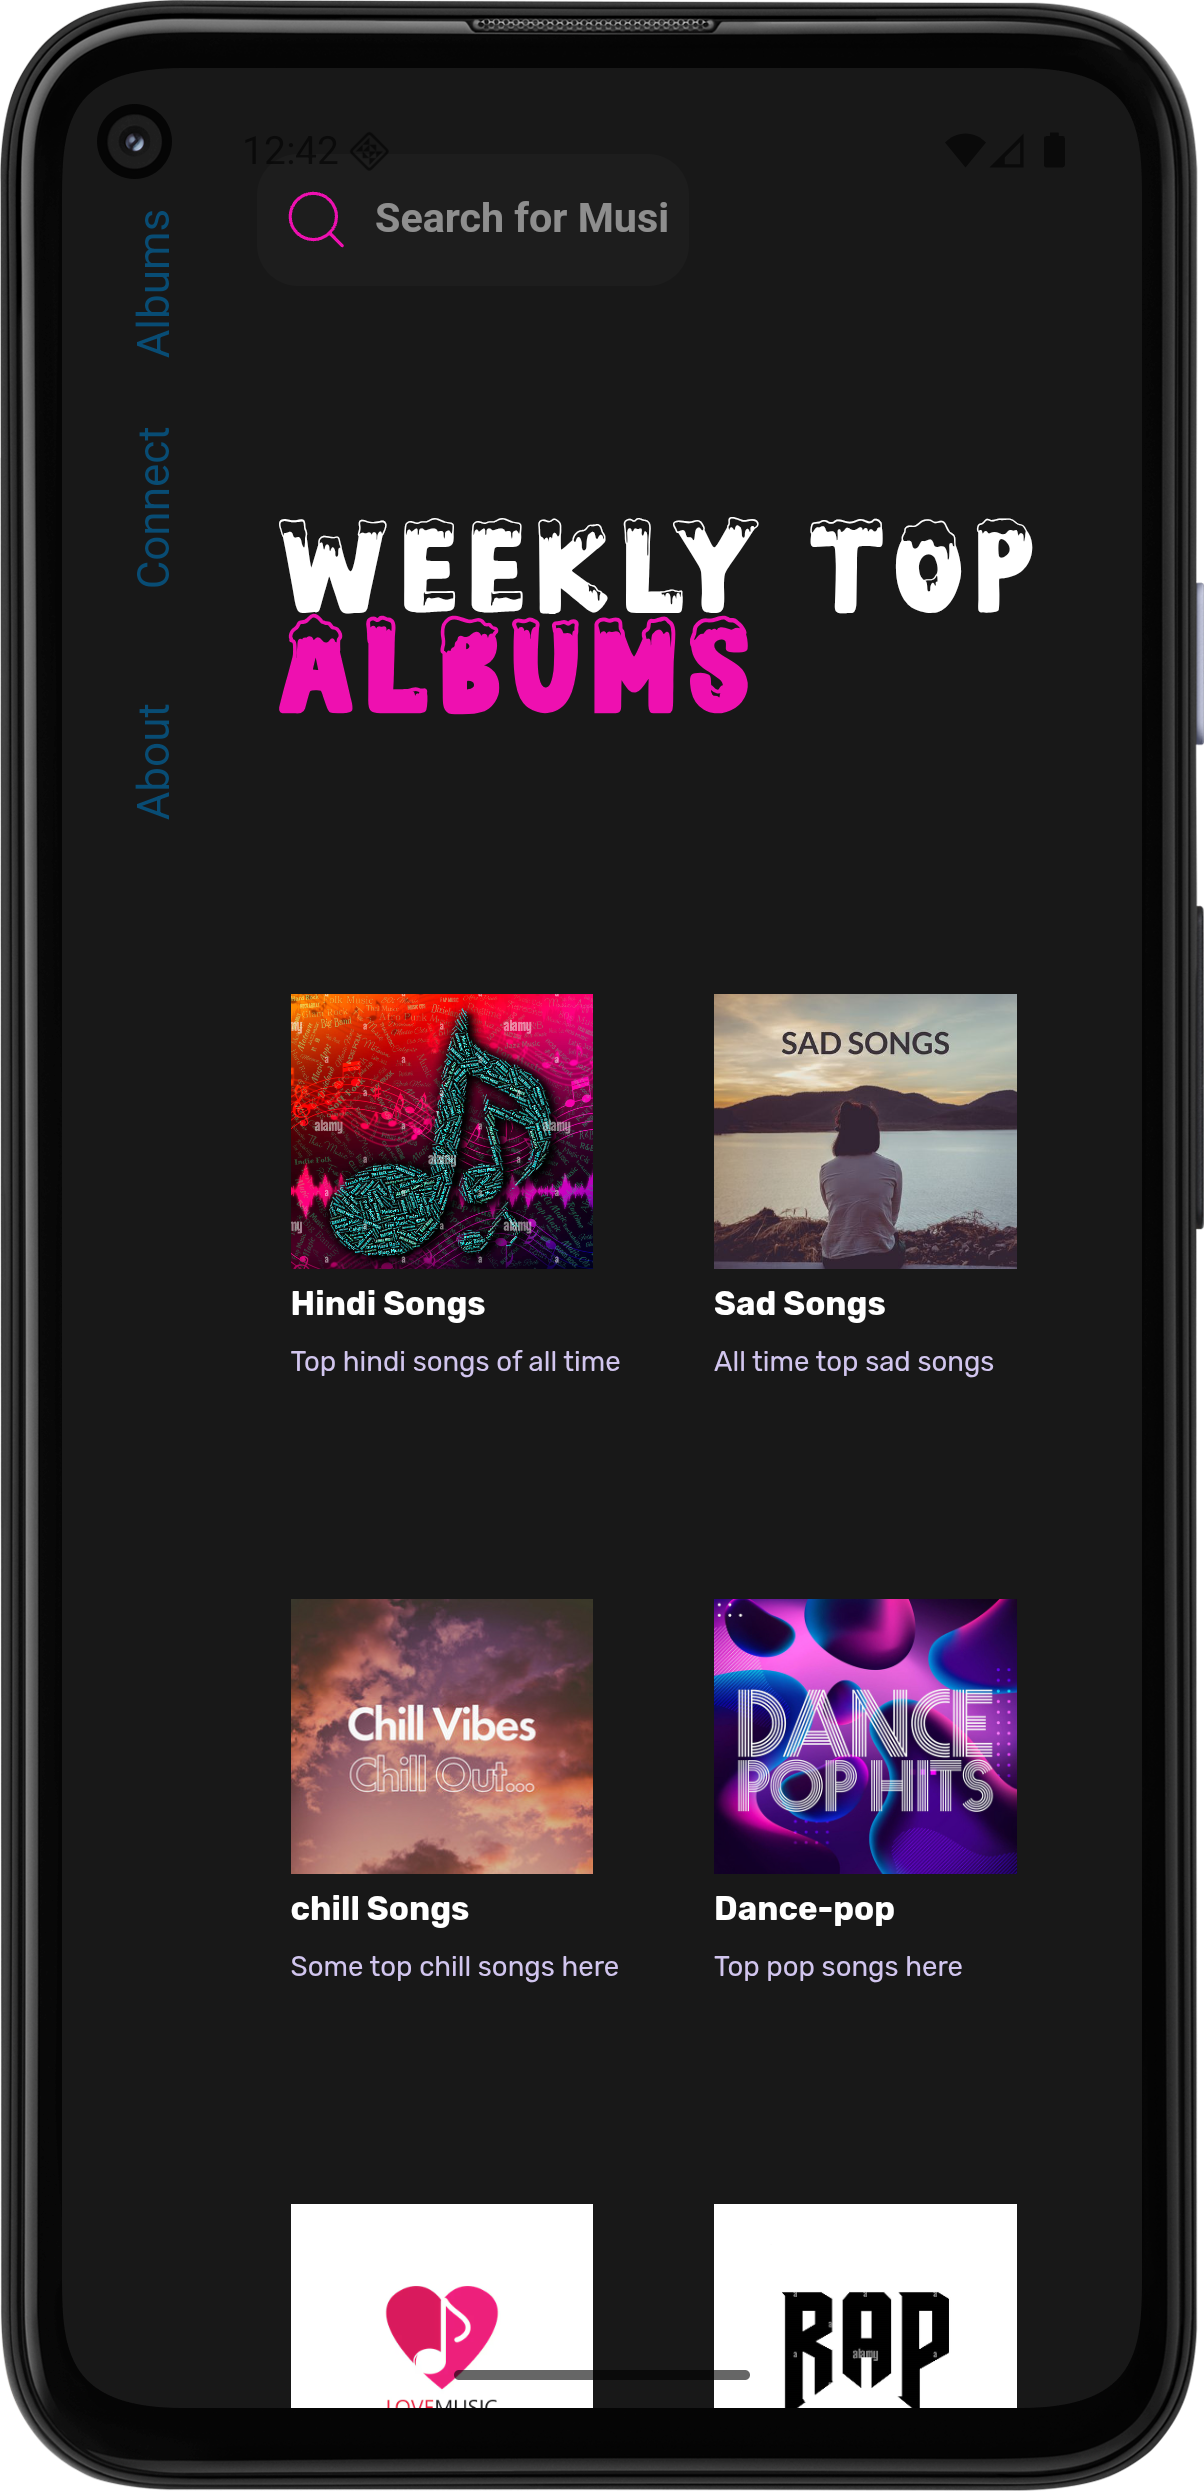 12:42
Search for Musi
Albums
Connect
About
WEEKLY TOP
ALBUMS
alamy
Hindi Songs
Top hindi songs of all time
SAD SONGS
Sad Songs
All time top sad songs
Chill Vibes
Chill Out...
chill Songs
Some top chill songs here
DANCE
POP HITS
Dance-pop
Top pop songs here
LOVEMUSIC
RAP
alamy